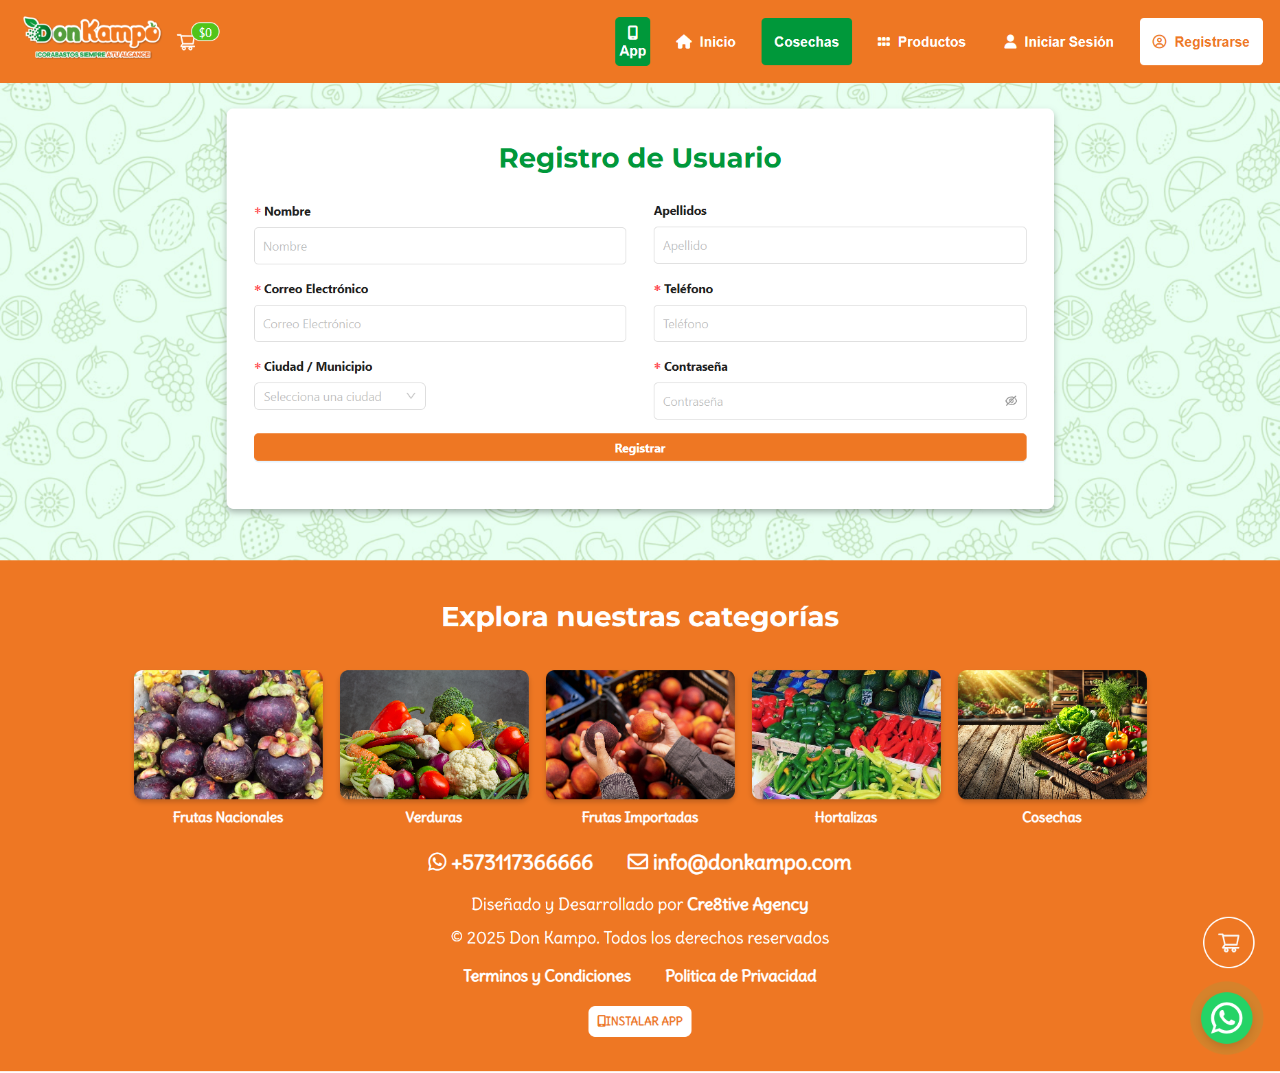 DonKampo
¡CORABASTOS SIEMPRE A TU ALCANCE!
$0
App
Inicio
Cosechas
Productos
Iniciar Sesión
Registrarse
Registro de Usuario
* Nombre
Apellidos
Nombre
Apellido
* Correo Electrónico
* Teléfono
Correo Electrónico
Teléfono
* Ciudad / Municipio
* Contraseña
Selecciona una ciudad
Contraseña
Registrar
Explora nuestras categorías
Frutas Nacionales
Verduras
Frutas Importadas
Hortalizas
Cosechas
+573117366666
info@donkampo.com
Diseñado y Desarrollado por Cre8tive Agency
© 2025 Don Kampo. Todos los derechos reservados
Terminos y Condiciones
Politica de Privacidad
INSTALAR APP